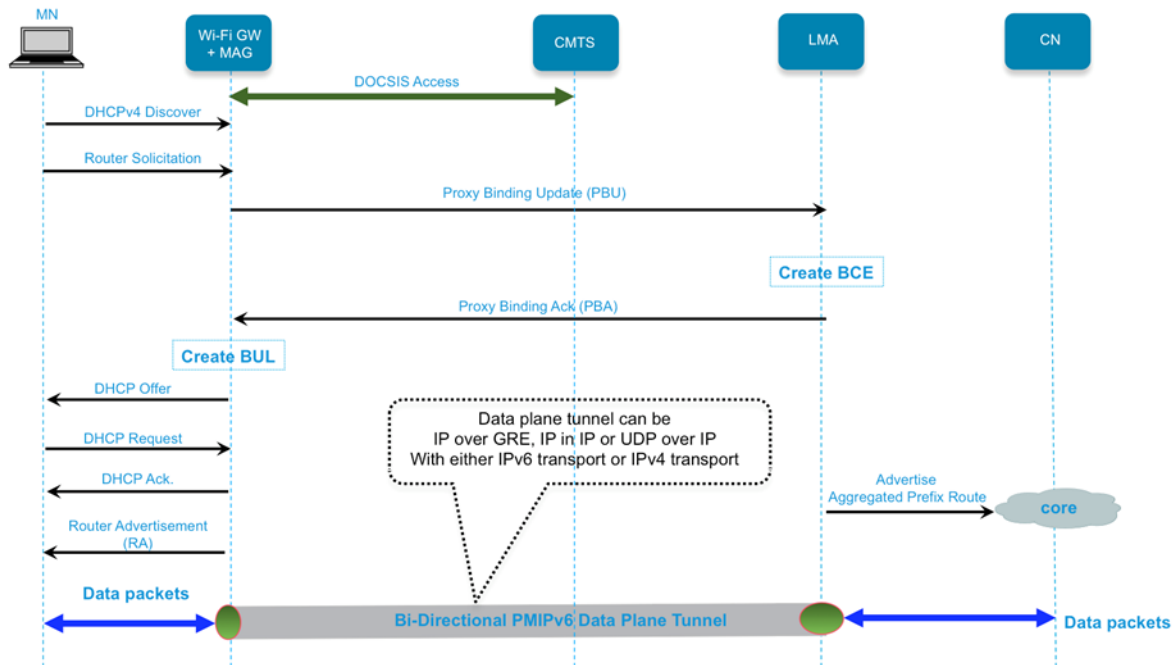 MN
Wi-Fi GW
+ MAG
CMTS
LMA
CN
DOCSIS Access
DHCPv4 Discover
Router Solicitation
Proxy Binding Update (PBU)
Create BCE
Proxy Binding Ack (PBA)
Create BUL
DHCP Offer
Data plane tunnel can be
IP over GRE, IP in IP or UDP over IP
With either IPv6 transport or IPv4 transport
DHCP Request
DHCP Ack.
Advertise
Aggregated Prefix Route
core
Router Advertisement
(RA)
Data packets
Bi-Directional PMIPv6 Data Plane Tunnel
Data packets